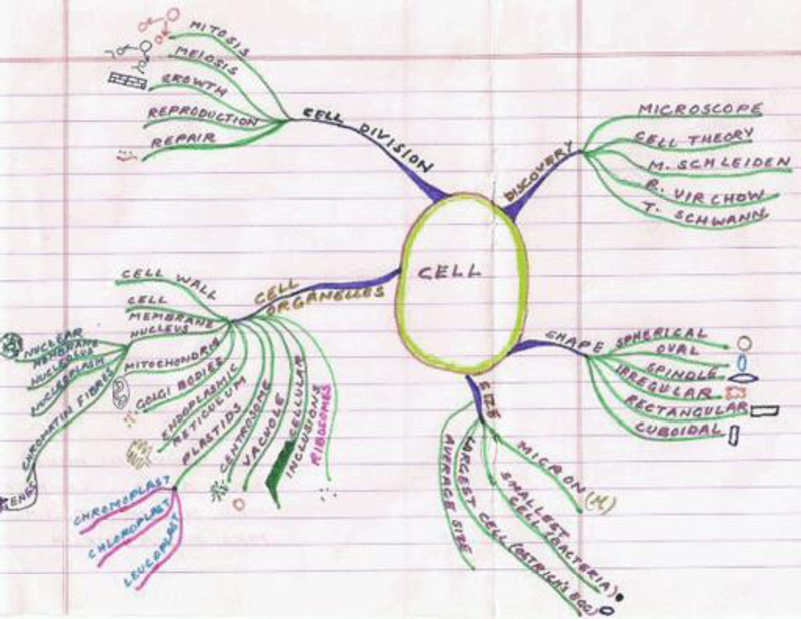 CELL
CELL DIVISION
MITOSIS
MEIOSIS
GROWTH
REPRODUCTION
REPAIR
DISCOVERY
MICROSCOPE
CELL THEORY
M. SCHLEIDEN
R. VIRCHOW
T. SCHWANN
SHAPE
SPHERICAL
OVAL
SPINDLE
IRREGULAR
RECTANGULAR
CUBOIDAL
SIZE
MICRON (M)
SMALLEST
CELL (BACTERIA)
LARGEST CELL (OSTRICH'S EGG)
AVERAGE SIZE
CELL
ORGANELLES
CELL WALL
CELL
MEMBRANE
NUCLEUS
NUCLEAR
MEMBRANE
NUCLEOLUS
NUCLEOPLASM
CHROMATIN FIBRES
GENES
MITOCHONDRIA
GOLGI BODIES
ENDOPLASMIC
RETICULUM
PLASTIDS
CHROMOPLAST
CHLOROPLAST
LEUCOPLAST
CENTROSOME
VACUOLE
CELLULAR
INCLUSIONS
RIBOSOMES